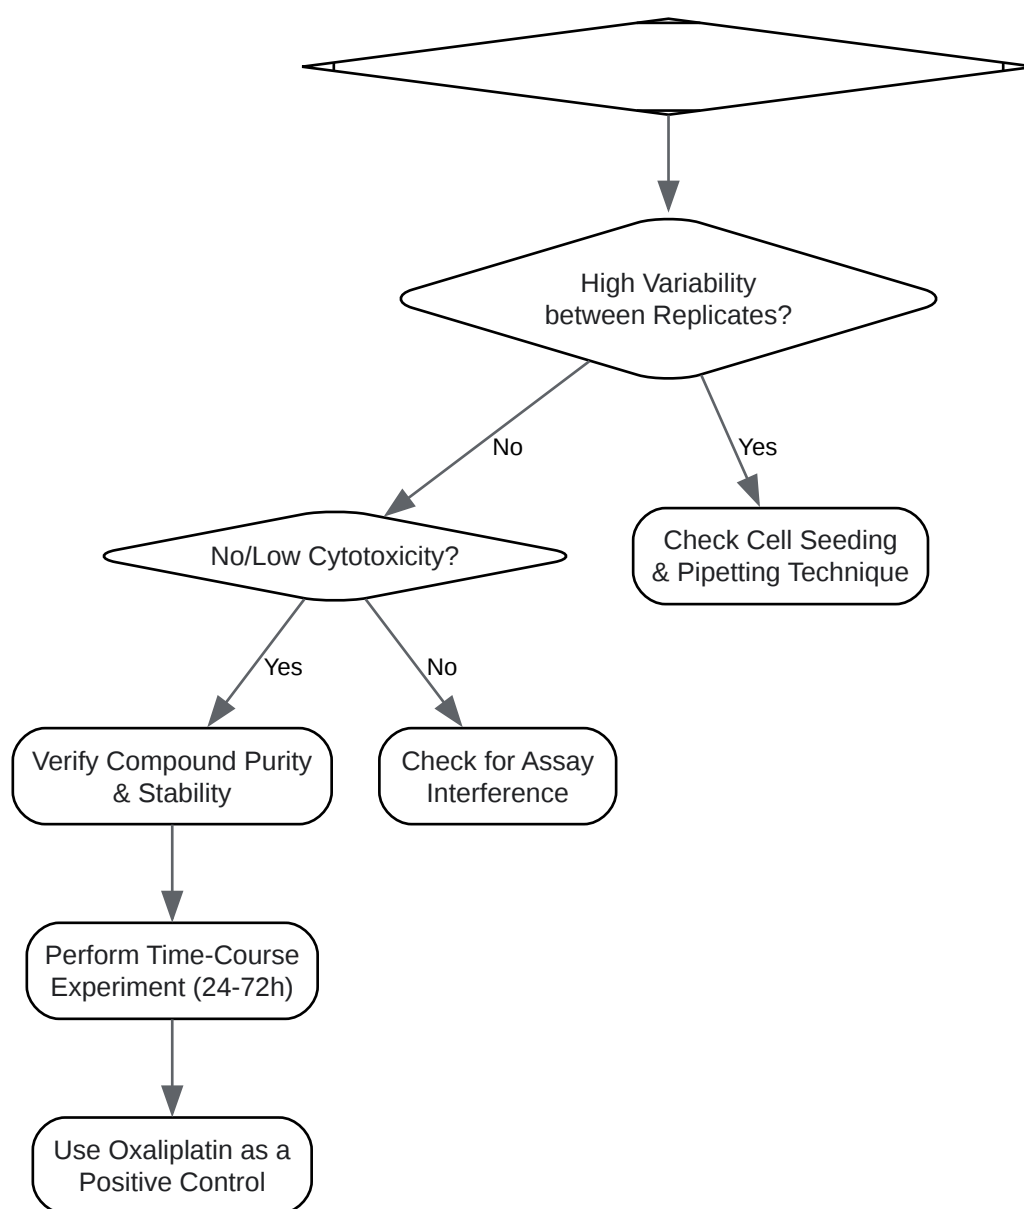 High Variability
between Replicates?
No
Yes
No/Low Cytotoxicity?
Check Cell Seeding
& Pipetting Technique
Yes
No
Verify Compound Purity
& Stability
Check for Assay
Interference
Perform Time-Course
Experiment (24-72h)
Use Oxaliplatin as a
Positive Control